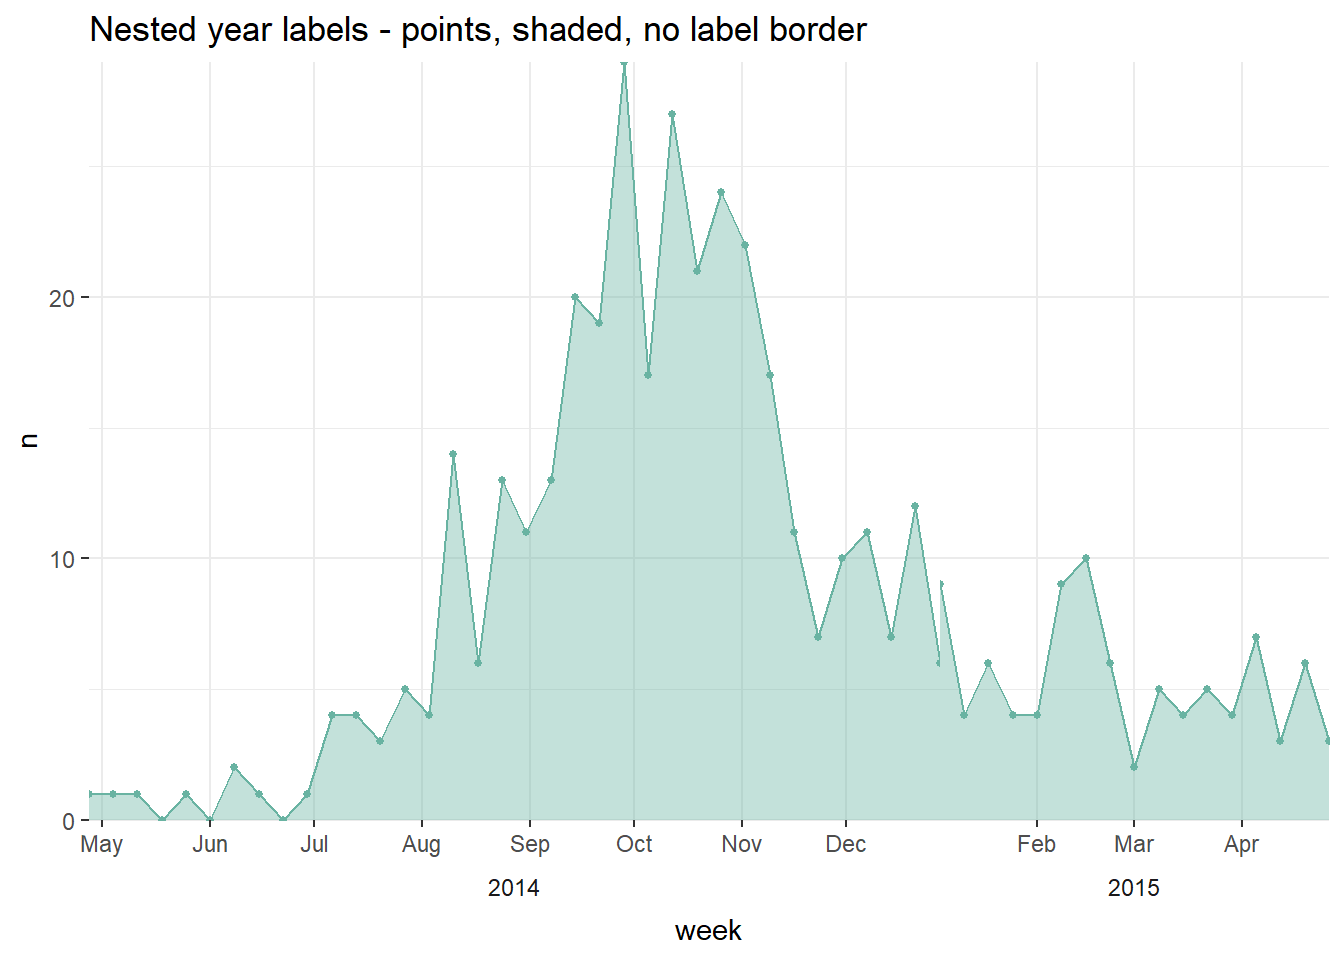 Nested year labels - points, shaded, no label border
n
20
10
0
May Jun Jul Aug Sep Oct Nov Dec Feb Mar Apr
2014 2015
week